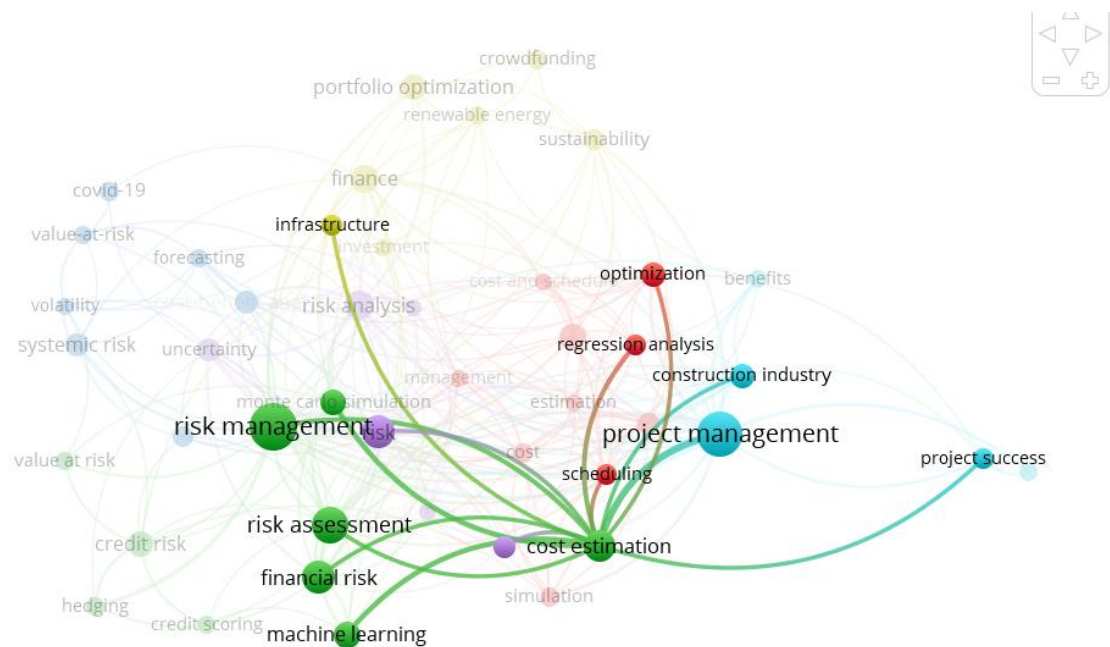 crowdfunding
portfolio optimization
renewable energy
sustainability
finance
covid-19
infrastructure
value-at-risk
investment
forecasting
optimization
cost and schedule
benefits
volatility
risk analysis
systemic risk
uncertainty
regression analysis
construction industry
management
monte carlo simulation
estimation
risk management
risk
project management
cost
value at risk
project success
scheduling
risk assessment
credit risk
cost estimation
financial risk
simulation
hedging
credit scoring
machine learning